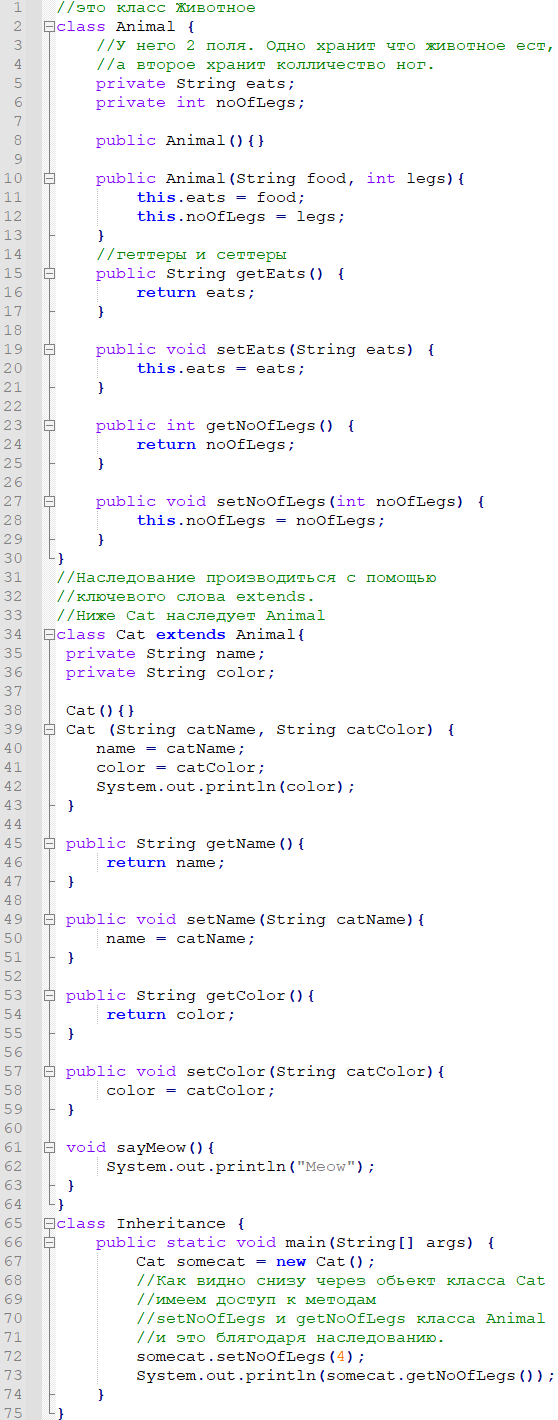 1 //это класс Животное
2 class Animal {
3 //У него 2 поля. Одно хранит что животное ест,
4 //а второе хранит колличество ног.
5 private String eats;
6 private int noOfLegs;
7
8 public Animal(){}
9
10 public Animal(String food, int legs){
11 this.eats = food;
12 this.noOfLegs = legs;
13 }
14 //геттеры и сеттеры
15 public String getEats() {
16 return eats;
17 }
18
19 public void setEats(String eats) {
20 this.eats = eats;
21 }
22
23 public int getNoOfLegs() {
24 return noOfLegs;
25 }
26
27 public void setNoOfLegs(int noOfLegs) {
28 this.noOfLegs = noOfLegs;
29 }
30 }
31 //Наследование производиться с помощью
32 //ключевого слова extends.
33 //Ниже Cat наследует Animal
34 class Cat extends Animal{
35 private String name;
36 private String color;
37
38 Cat(){}
39 Cat (String catName, String catColor) {
40 name = catName;
41 color = catColor;
42 System.out.println(color);
43 }
44
45 public String getName(){
46 return name;
47 }
48
49 public void setName(String catName){
50 name = catName;
51 }
52
53 public String getColor(){
54 return color;
55 }
56
57 public void setColor(String catColor){
58 color = catColor;
59 }
60
61 void sayMeow(){
62 System.out.println("Meow");
63 }
64 }
65 class Inheritance {
66 public static void main(String[] args) {
67 Cat somecat = new Cat();
68 //Как видно снизу через обьект класса Cat
69 //имеем доступ к методам
70 //setNoOfLegs и getNoOfLegs класса Animal
71 //и это блягодаря наследованию.
72 somecat.setNoOfLegs(4);
73 System.out.println(somecat.getNoOfLegs());
74 }
75 }